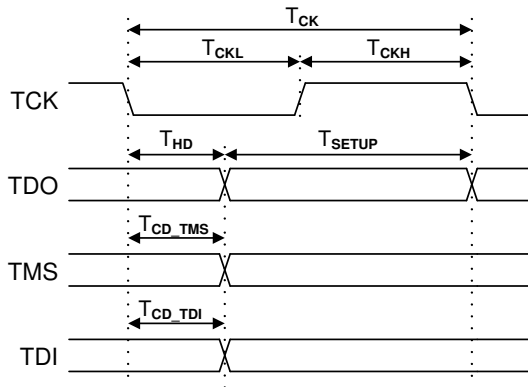 TCK
TCKL TCKH
TCK
THD TSETUP
TDO
TCD_TMS
TMS
TCD_TDI
TDI